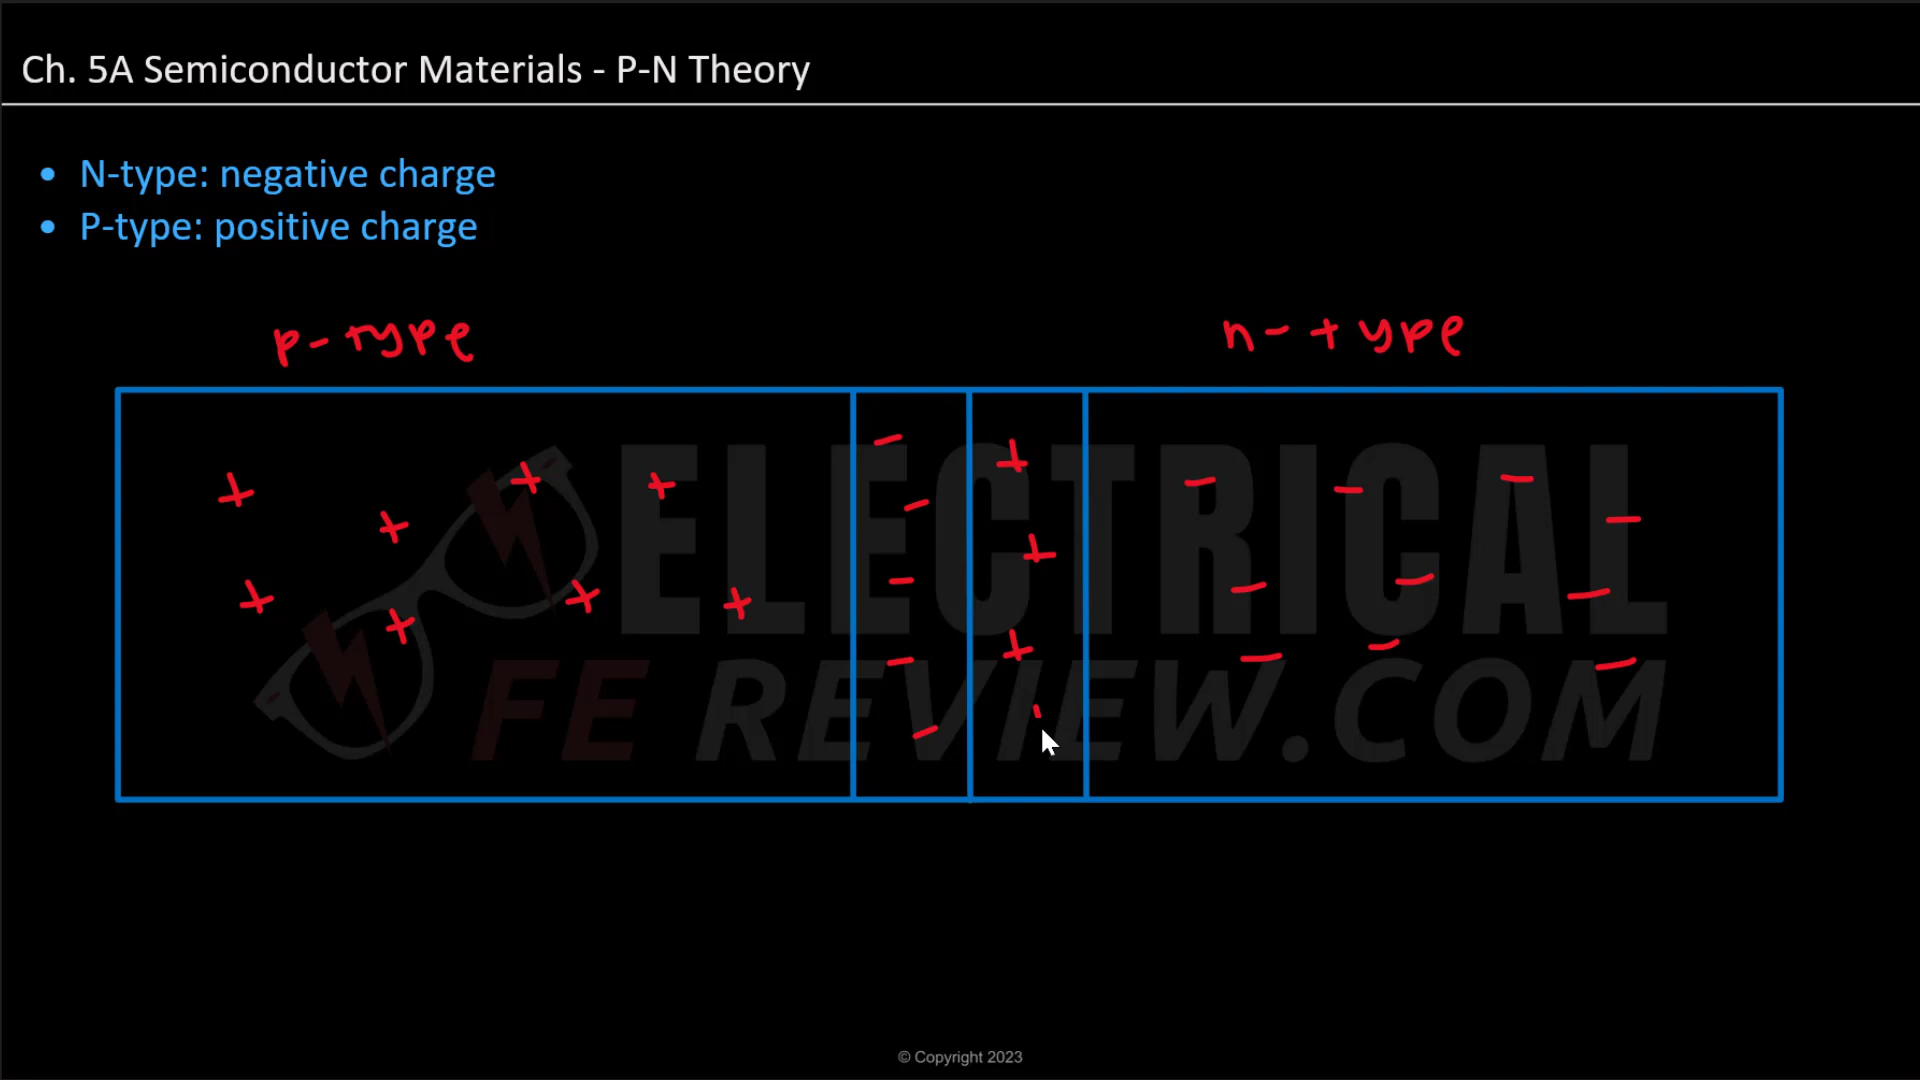 Ch. 5A Semiconductor Materials - P-N Theory
• N-type: negative charge
• P-type: positive charge
p-type
n-type
+ + + + + + + +
- - - - -
+ + +
- - - - - - - - - -
ELECTRICAL
FE REVIEW.COM
© Copyright 2023